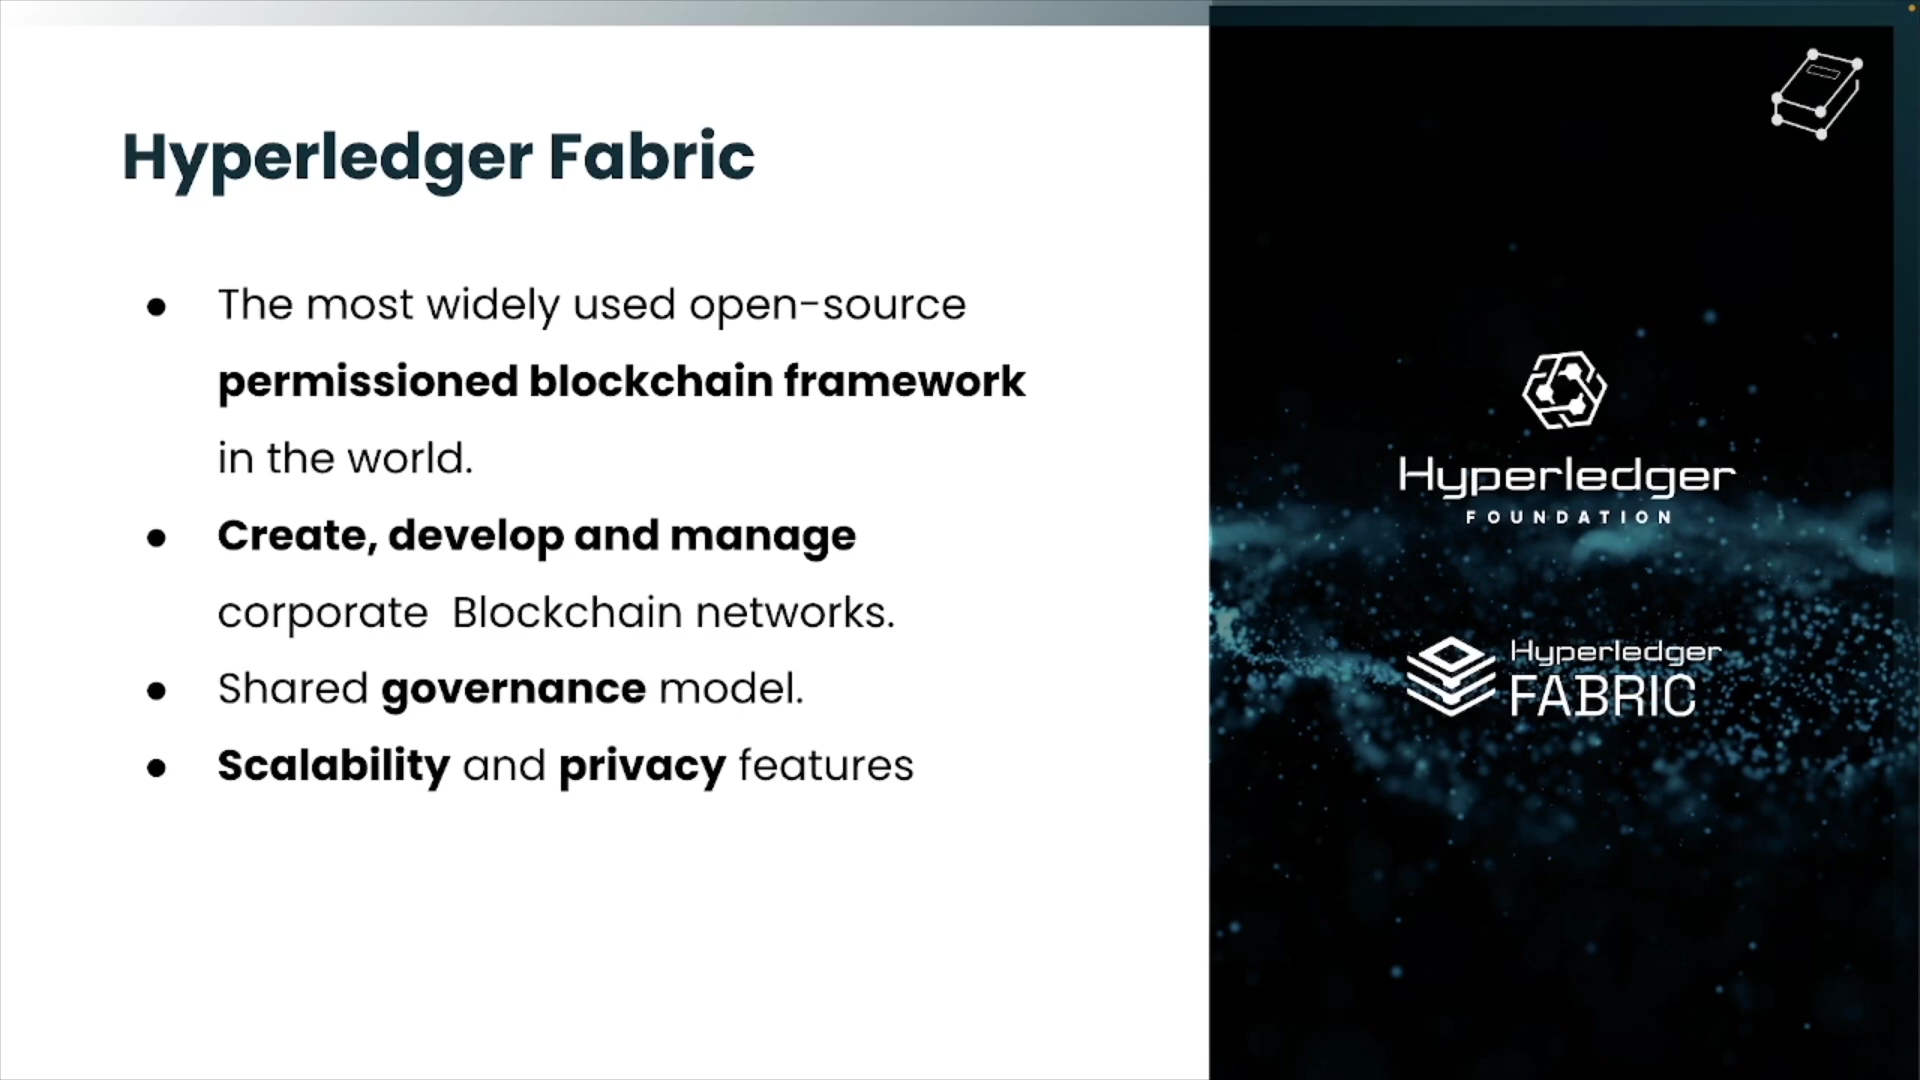 Hyperledger Fabric
● The most widely used open-source
permissioned blockchain framework
in the world.
● Create, develop and manage
corporate  Blockchain networks.
● Shared governance model.
● Scalability and privacy features
Hyperledger
FOUNDATION
Hyperledger
FABRIC